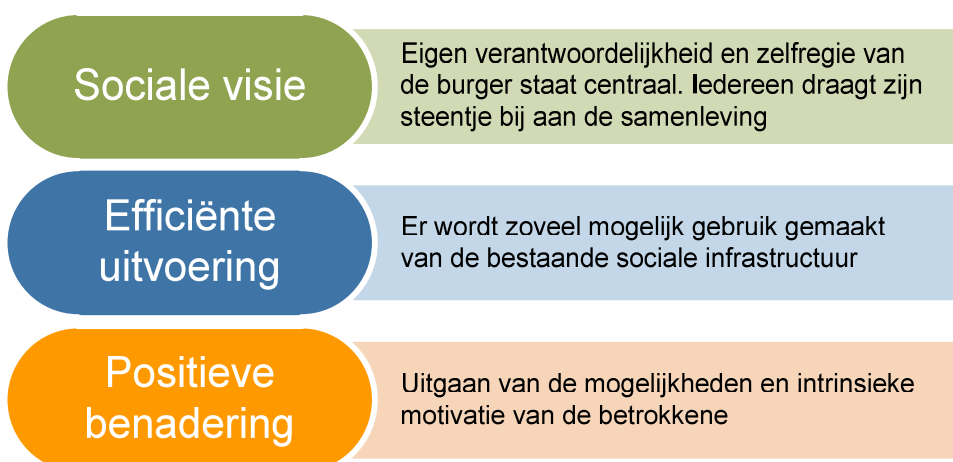 Sociale visie
Eigen verantwoordelijkheid en zelfregie van
de burger staat centraal. Iedereen draagt zijn
steentje bij aan de samenleving
Efficiënte
uitvoering
Er wordt zoveel mogelijk gebruik gemaakt
van de bestaande sociale infrastructuur
Positieve
benadering
Uitgaan van de mogelijkheden en intrinsieke
motivatie van de betrokkene